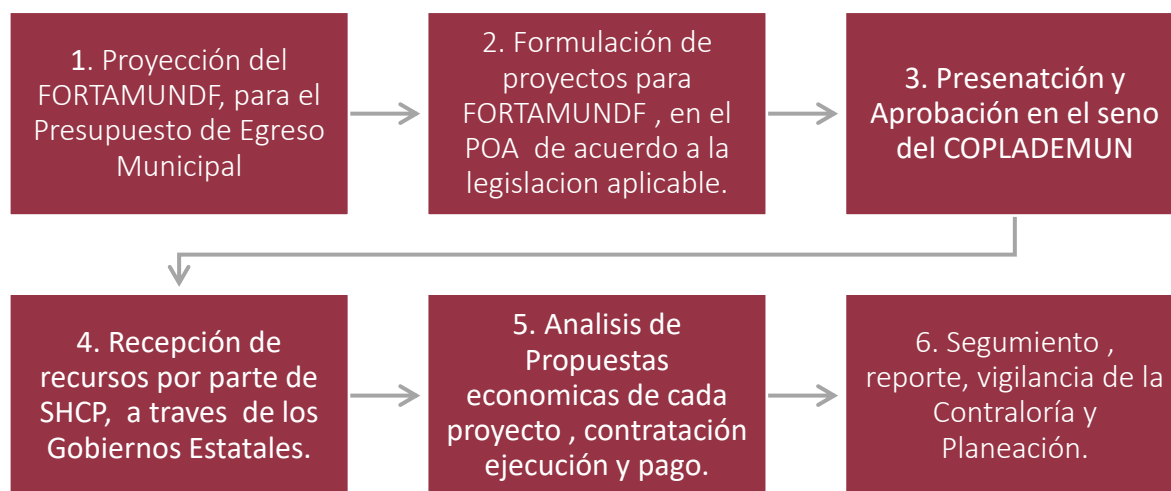 1. Proyección del
FORTAMUNDF, para el
Presupuesto de Egreso
Municipal
2. Formulación de
proyectos para
FORTAMUNDF , en el
POA de acuerdo a la
legislacion aplicable.
3. Presenatción y
Aprobación en el seno
del COPLADEMUN
4. Recepción de
recursos por parte de
SHCP, a traves de los
Gobiernos Estatales.
5. Analisis de
Propuestas
economicas de cada
proyecto , contratación
ejecución y pago.
6. Segumiento ,
reporte, vigilancia de la
Contraloría y
Planeación.